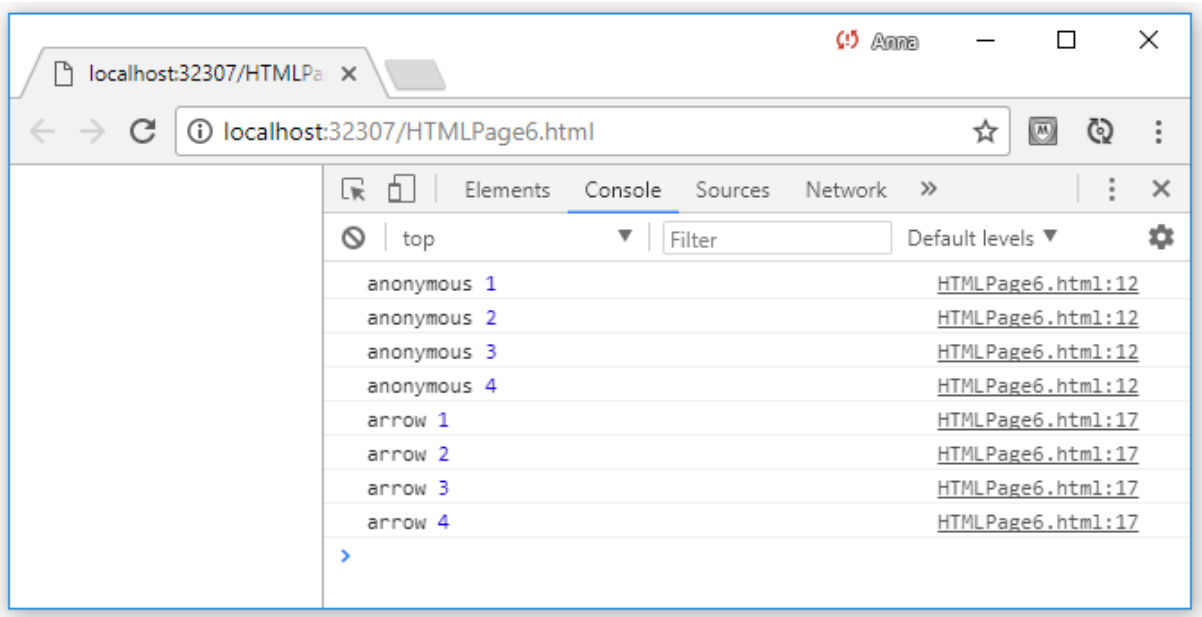 Anna
localhost:32307/HTMLPa
localhost:32307/HTMLPage6.html
Elements Console Sources Network »
top Filter Default levels
anonymous 1 HTMLPage6.html:12
anonymous 2 HTMLPage6.html:12
anonymous 3 HTMLPage6.html:12
anonymous 4 HTMLPage6.html:12
arrow 1 HTMLPage6.html:17
arrow 2 HTMLPage6.html:17
arrow 3 HTMLPage6.html:17
arrow 4 HTMLPage6.html:17